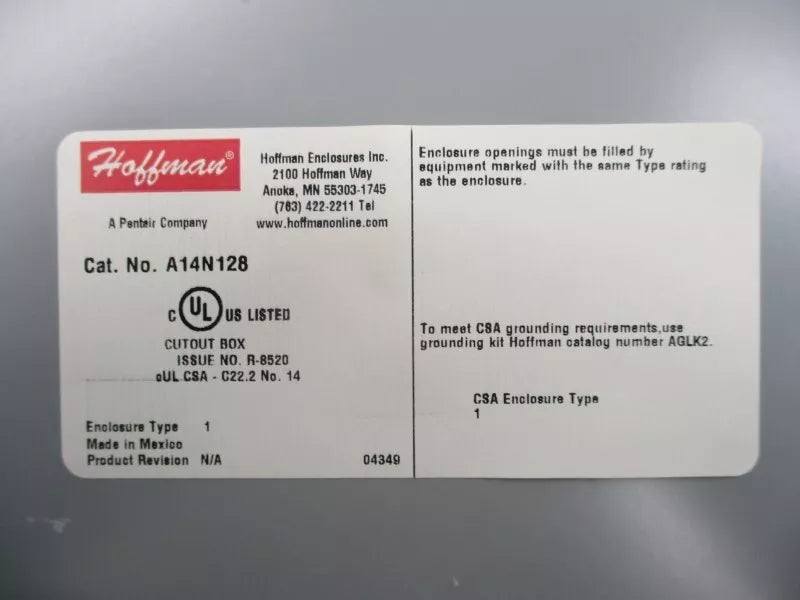 Hoffman®
A Pentair Company
Hoffman Enclosures Inc.
2100 Hoffman Way
Anoka, MN 55303-1745
(763) 422-2211 Tel
www.hoffmanonline.com
Cat. No. A14N128
C UL US LISTED
CUTOUT BOX
ISSUE NO. R-8520
cUL CSA - C22.2 No. 14
Enclosure Type 1
Made in Mexico
Product Revision N/A
04349
Enclosure openings must be filled by
equipment marked with the same Type rating
as the enclosure.
To meet CSA grounding requirements,use
grounding kit Hoffman catalog number AGLK2.
CSA Enclosure Type
1